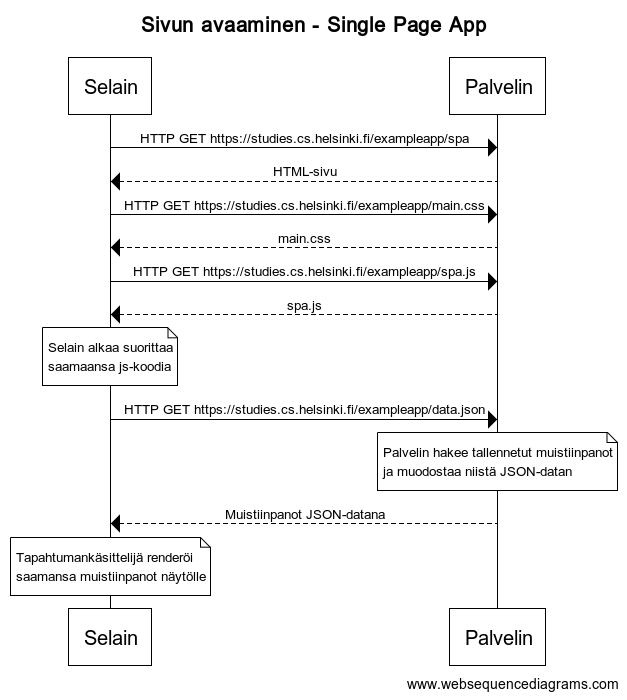 Sivun avaaminen - Single Page App
Selain
Palvelin
HTTP GET https://studies.cs.helsinki.fi/exampleapp/spa
HTML-sivu
HTTP GET https://studies.cs.helsinki.fi/exampleapp/main.css
main.css
HTTP GET https://studies.cs.helsinki.fi/exampleapp/spa.js
spa.js
Selain alkaa suorittaa
saamaansa js-koodia
HTTP GET https://studies.cs.helsinki.fi/exampleapp/data.json
Palvelin hakee tallennetut muistiinpanot
ja muodostaa niistä JSON-datan
Muistiinpanot JSON-datana
Tapahtumankäsittelijä renderöi
saamansa muistiinpanot näytölle
Selain
Palvelin
www.websequencediagrams.com